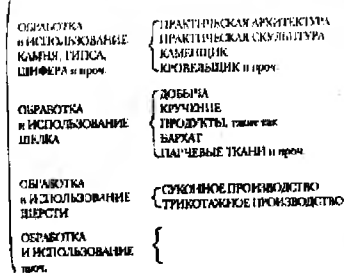 ОБРАБОТКА
и ИСПОЛЬЗОВАНИЕ
КАМНЯ, ГИПСА,
ШИФЕРА и проч.
ПРАКТИЧЕСКАЯ АРХИТЕКТУРА
ПРАКТИЧЕСКАЯ СКУЛЬПТУРА
КАМЕНЩИК
КРОВЕЛЬЩИК и проч.
ОБРАБОТКА
и ИСПОЛЬЗОВАНИЕ
ШЕЛКА
ДОБЫЧА
КРУЧЕНИЕ
ПРОДУКТЫ, такие как
БАРХАТ
ПАРЧЕВЫЕ ТКАНИ и проч.
ОБРАБОТКА
и ИСПОЛЬЗОВАНИЕ
ШЕРСТИ
СУКОННОЕ ПРОИЗВОДСТВО
ТРИКОТАЖНОЕ ПРОИЗВОДСТВО
ОБРАБОТКА
И ИСПОЛЬЗОВАНИЕ
проч.